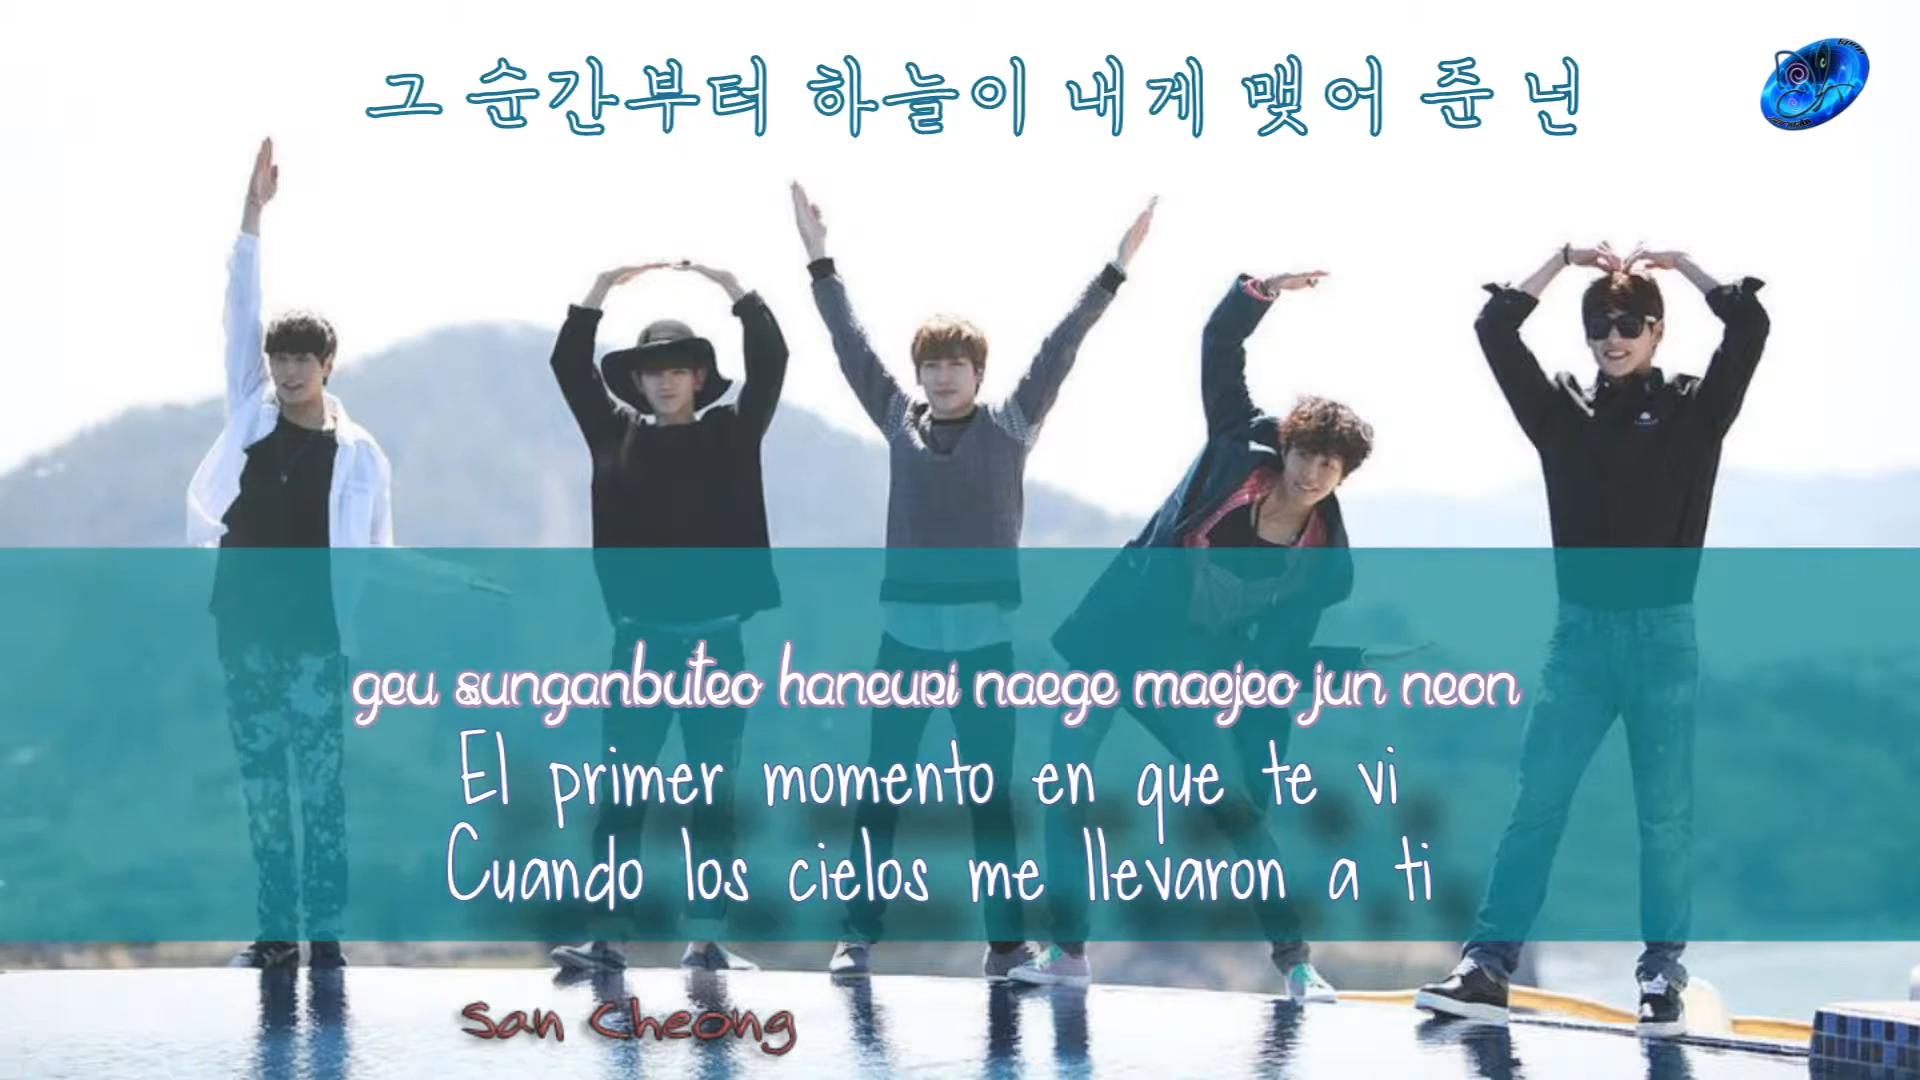 그 순간부터 하늘이 내게 맺어 준 넌
geu sunganbuteo haneuri naege maejeo jun neon
El primer momento en que te vi
Cuando los cielos me llevaron a ti
San Cheong